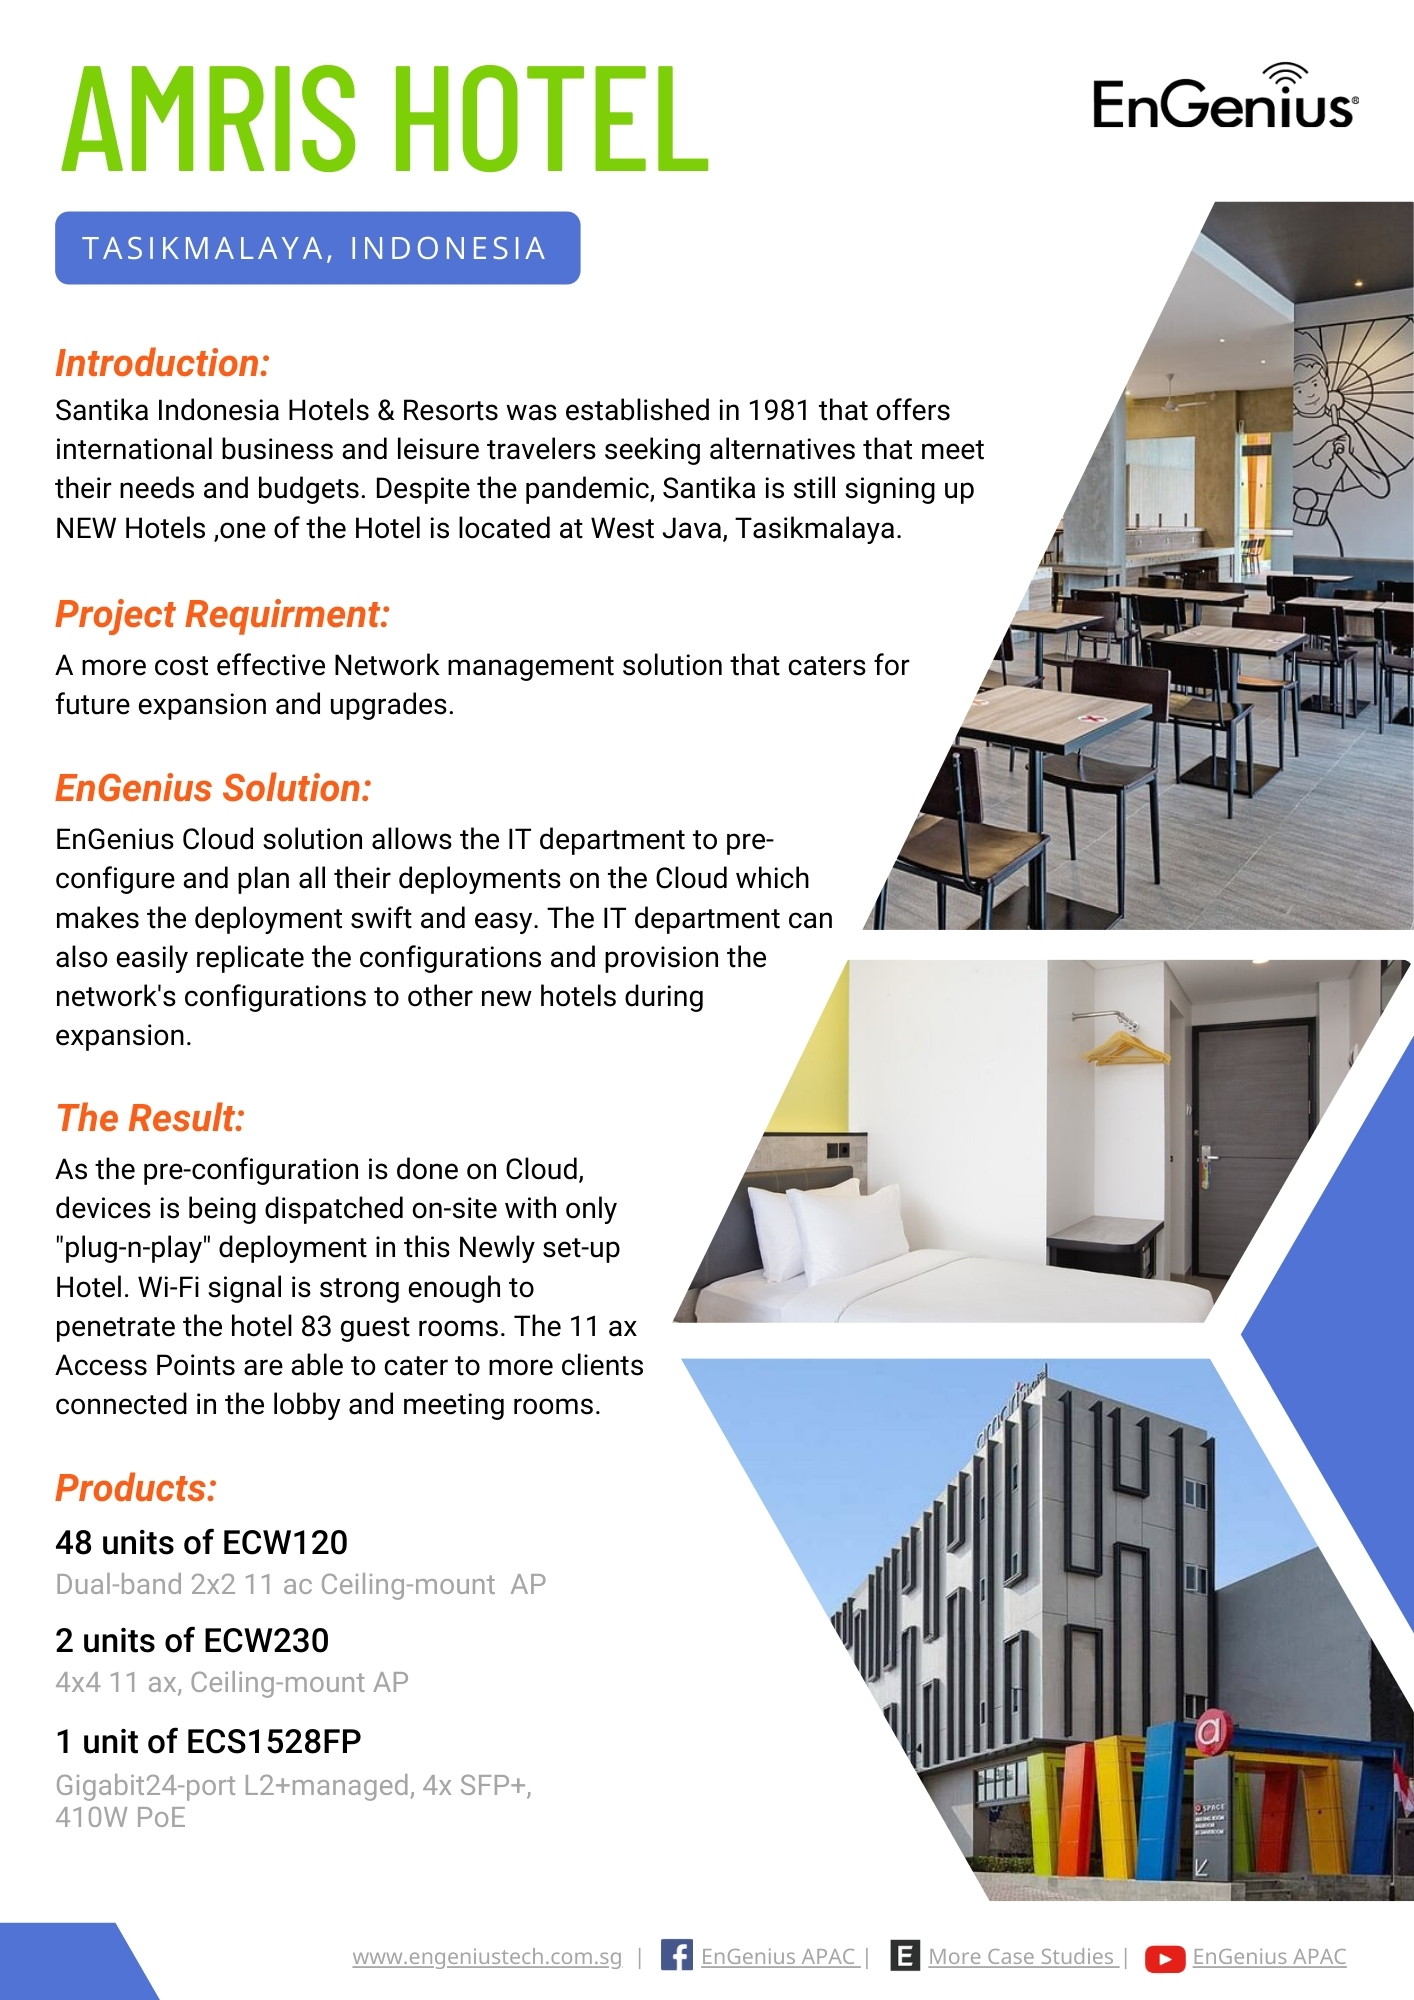 AMRIS HOTEL
EnGenius®
TASIKMALAYA, INDONESIA
Introduction:
Santika Indonesia Hotels & Resorts was established in 1981 that offers
international business and leisure travelers seeking alternatives that meet
their needs and budgets. Despite the pandemic, Santika is still signing up
NEW Hotels ,one of the Hotel is located at West Java, Tasikmalaya.
Project Requirment:
A more cost effective Network management solution that caters for
future expansion and upgrades.
EnGenius Solution:
EnGenius Cloud solution allows the IT department to pre-
configure and plan all their deployments on the Cloud which
makes the deployment swift and easy. The IT department can
also easily replicate the configurations and provision the
network's configurations to other new hotels during
expansion.
The Result:
As the pre-configuration is done on Cloud,
devices is being dispatched on-site with only
"plug-n-play" deployment in this Newly set-up
Hotel. Wi-Fi signal is strong enough to
penetrate the hotel 83 guest rooms. The 11 ax
Access Points are able to cater to more clients
connected in the lobby and meeting rooms.
Products:
48 units of ECW120
Dual-band 2x2 11 ac Ceiling-mount  AP
2 units of ECW230
4x4 11 ax, Ceiling-mount AP
1 unit of ECS1528FP
Gigabit24-port L2+managed, 4x SFP+,
410W PoE
a
SPACE
www.engeniustech.com.sg | EnGenius APAC | E More Case Studies | EnGenius APAC